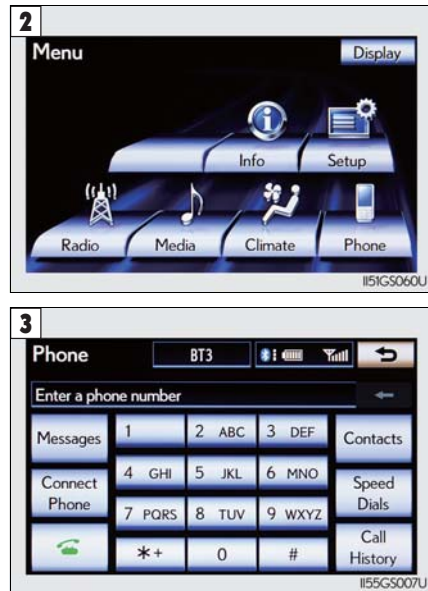 2
Menu
Display
Info
Setup
Radio
Media
Climate
Phone
II51GS060U
3
Phone
BT3
Enter a phone number
Messages
1
2 ABC
3 DEF
Contacts
Connect
Phone
4 GHI
5 JKL
6 MNO
Speed
Dials
7 PQRS
8 TUV
9 WXYZ
*+
0
#
Call
History
II55GS007U